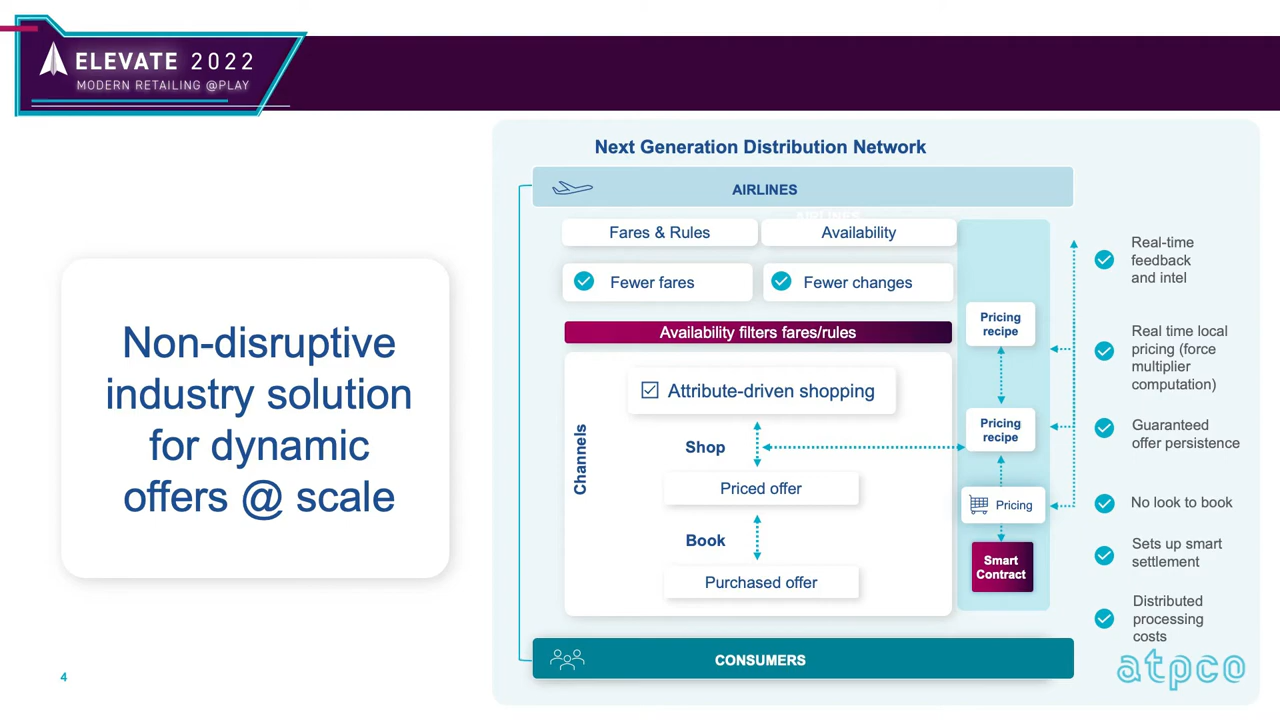 ELEVATE 2022
MODERN RETAILING @PLAY
Non-disruptive
industry solution
for dynamic
offers @ scale
4
Next Generation Distribution Network
AIRLINES
AIRLINES
Fares & Rules
Availability
Fewer fares
Fewer changes
Availability filters fares/rules
Channels
Attribute-driven shopping
Shop
Priced offer
Book
Purchased offer
Pricing
recipe
Pricing
recipe
Pricing
Smart
Contract
Real-time
feedback
and intel
Real time local
pricing (force
multiplier
computation)
Guaranteed
offer persistence
No look to book
Sets up smart
settlement
Distributed
processing
costs
CONSUMERS
atpco